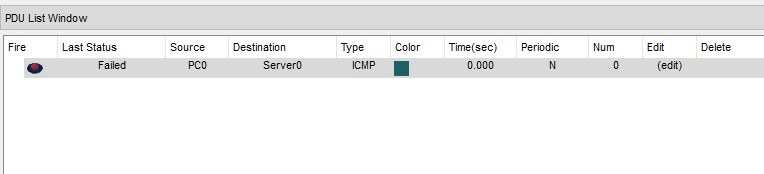 PDU List Window
Fire Last Status Source Destination Type Color Time(sec) Periodic Num Edit Delete
Failed PC0 Server0 ICMP 0.000 N 0 (edit)